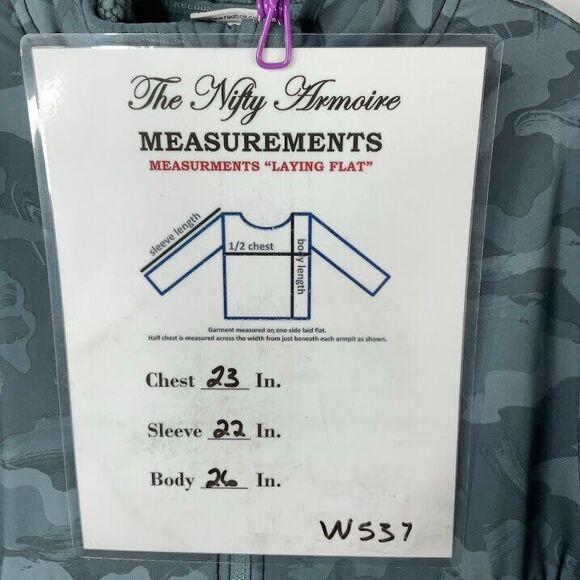 REEBOK
The Nifty Armoire
MEASUREMENTS
MEASURMENTS “LAYING FLAT”
sleeve length
1/2 chest
body length
Garment measured on one side laid flat.
Half chest is measured across the width from just beneath each armpit as shown.
Chest 23 In.
Sleeve 22 In.
Body 26 In.
W537